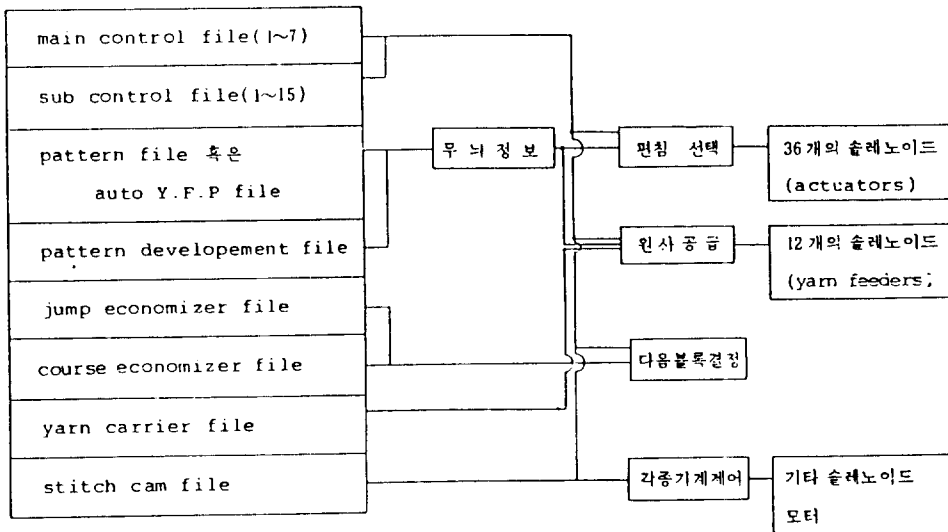 main control file(1~7)
sub control file(1~15)
pattern file 혹은
auto Y.F.P file
pattern developement file
jump economizer file
course economizer file
yarn carrier file
stitch cam file
무늬정보
편침 선택
원사공급
다음블록결정
각종기계제어
36개의 솔레노이드
(actuators)
12개의 솔레노이드
(yarn feeders;
기타 솔레노이드
모터